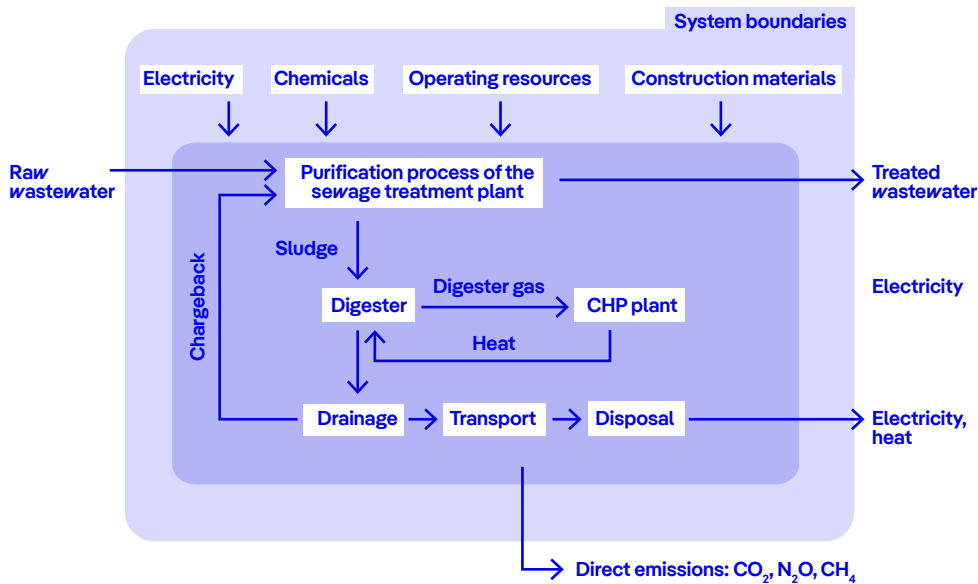 System boundaries
Electricity
Chemicals
Operating resources
Construction materials
Raw
wastewater
Purification process of the
sewage treatment plant
Treated
wastewater
Sludge
Chargeback
Digester
Digester gas
CHP plant
Electricity
Heat
Drainage
Transport
Disposal
Electricity,
heat
Direct emissions: CO₂, N₂O, CH₄